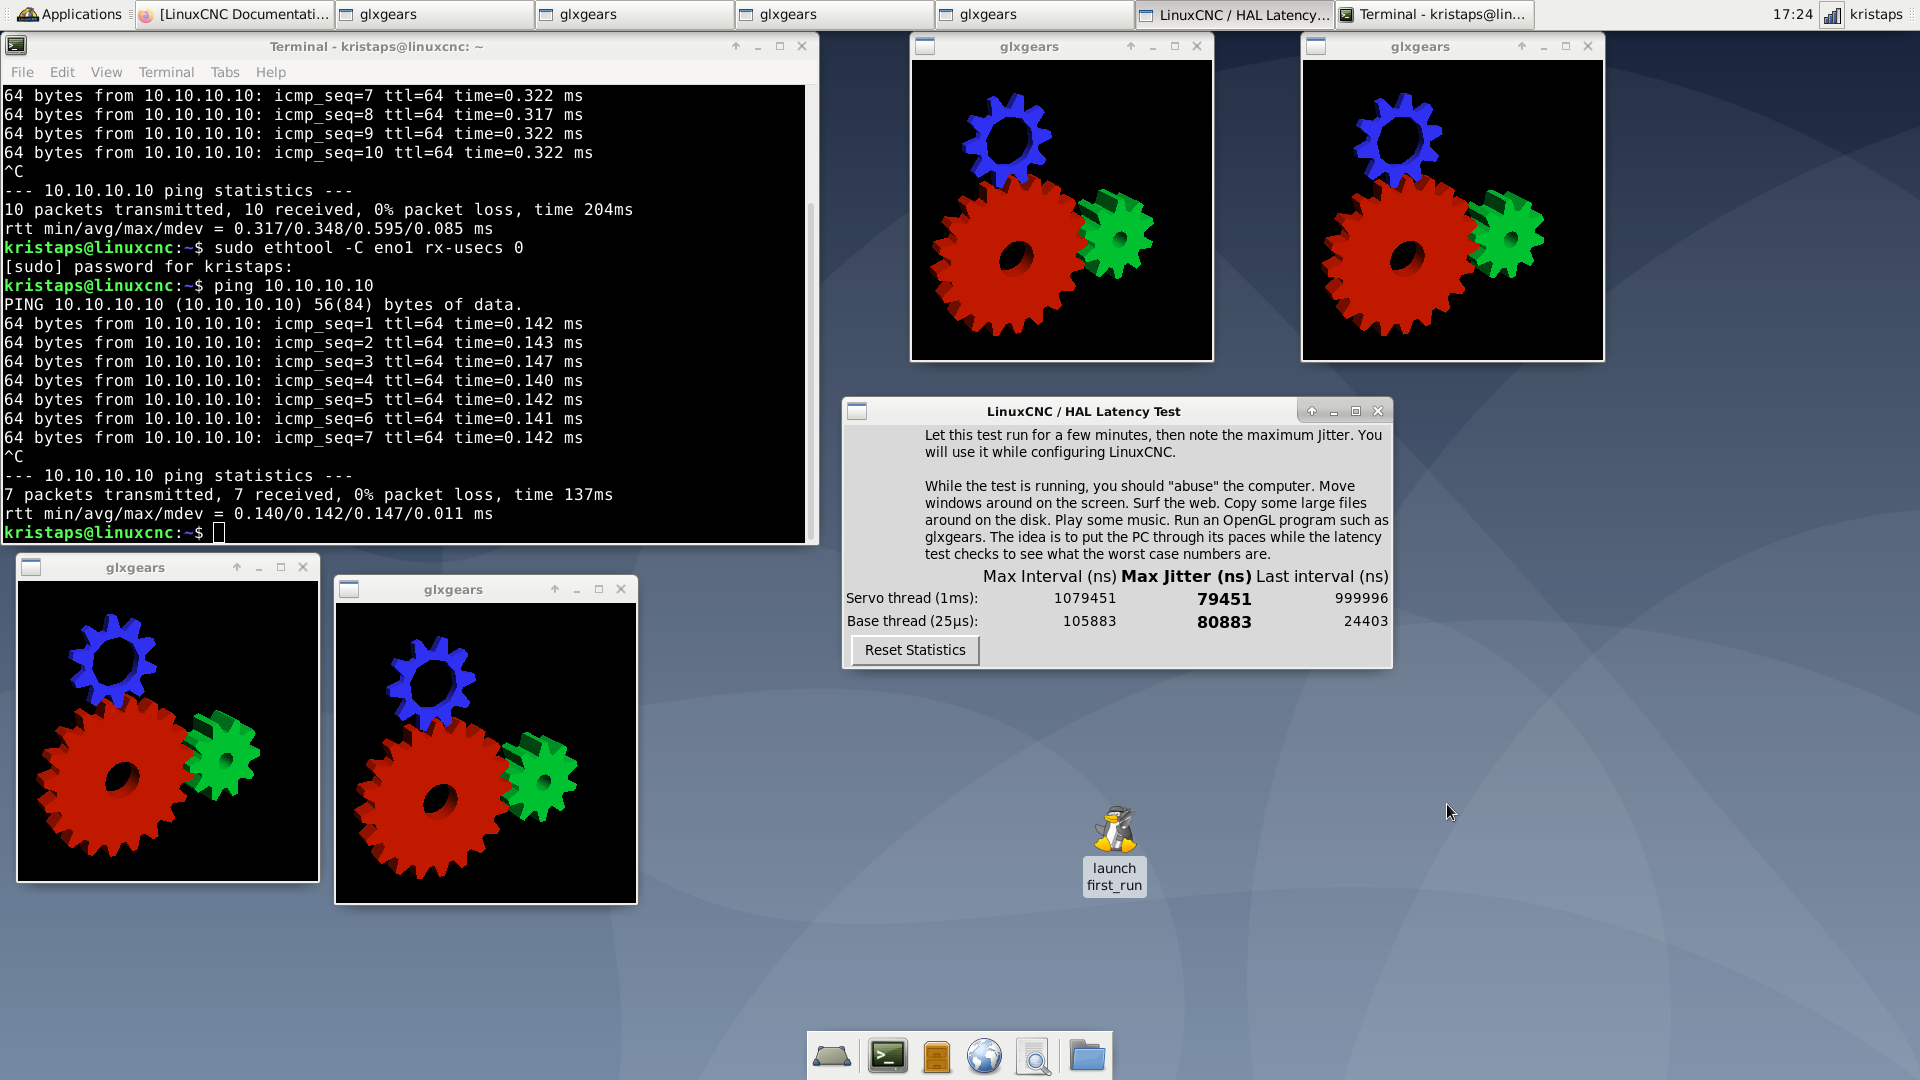 Applications
[LinuxCNC Documentati...
glxgears
glxgears
glxgears
glxgears
LinuxCNC / HAL Latency...
Terminal - kristaps@lin...
17:24
kristaps
Terminal - kristaps@linuxcnc: ~
File Edit View Terminal Tabs Help
64 bytes from 10.10.10.10: icmp_seq=7 ttl=64 time=0.322 ms
64 bytes from 10.10.10.10: icmp_seq=8 ttl=64 time=0.317 ms
64 bytes from 10.10.10.10: icmp_seq=9 ttl=64 time=0.322 ms
64 bytes from 10.10.10.10: icmp_seq=10 ttl=64 time=0.322 ms
^C
--- 10.10.10.10 ping statistics ---
10 packets transmitted, 10 received, 0% packet loss, time 204ms
rtt min/avg/max/mdev = 0.317/0.348/0.595/0.085 ms
kristaps@linuxcnc:~$ sudo ethtool -C eno1 rx-usecs 0
[sudo] password for kristaps:
kristaps@linuxcnc:~$ ping 10.10.10.10
PING 10.10.10.10 (10.10.10.10) 56(84) bytes of data.
64 bytes from 10.10.10.10: icmp_seq=1 ttl=64 time=0.142 ms
64 bytes from 10.10.10.10: icmp_seq=2 ttl=64 time=0.143 ms
64 bytes from 10.10.10.10: icmp_seq=3 ttl=64 time=0.147 ms
64 bytes from 10.10.10.10: icmp_seq=4 ttl=64 time=0.140 ms
64 bytes from 10.10.10.10: icmp_seq=5 ttl=64 time=0.142 ms
64 bytes from 10.10.10.10: icmp_seq=6 ttl=64 time=0.141 ms
64 bytes from 10.10.10.10: icmp_seq=7 ttl=64 time=0.142 ms
^C
--- 10.10.10.10 ping statistics ---
7 packets transmitted, 7 received, 0% packet loss, time 137ms
rtt min/avg/max/mdev = 0.140/0.142/0.147/0.011 ms
kristaps@linuxcnc:~$
glxgears
glxgears
LinuxCNC / HAL Latency Test
Let this test run for a few minutes, then note the maximum Jitter. You
will use it while configuring LinuxCNC.
While the test is running, you should "abuse" the computer. Move
windows around on the screen. Surf the web. Copy some large files
around on the disk. Play some music. Run an OpenGL program such as
glxgears. The idea is to put the PC through its paces while the latency
test checks to see what the worst case numbers are.
Max Interval (ns) Max Jitter (ns) Last interval (ns)
Servo thread (1ms): 1079451 79451 999996
Base thread (25µs): 105883 80883 24403
Reset Statistics
glxgears
glxgears
launch
first_run